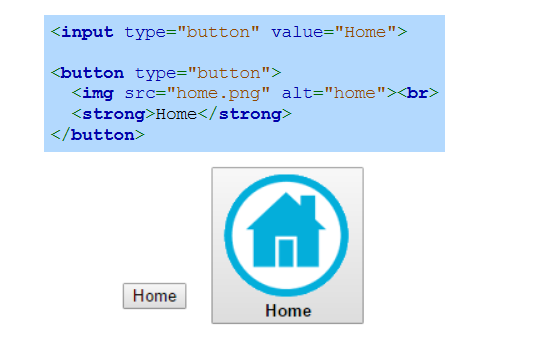 <input type="button" value="Home">
<button type="button">
<img src="home.png" alt="home"><br>
<strong>Home</strong>
</button>
Home
Home